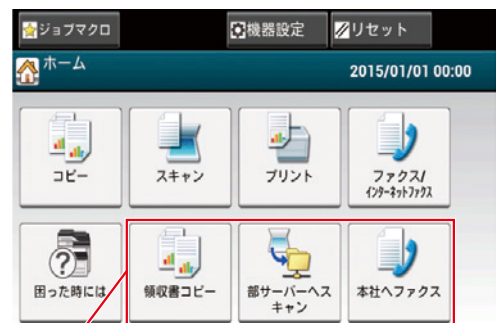 ジョブマクロ
機器設定
リセット
ホーム
2015/01/01 00:00
コピー
スキャン
プリント
ファクス/
インターネットファクス
困った時には
領収書コピー
部サーバーへス
キャン
本社へファクス